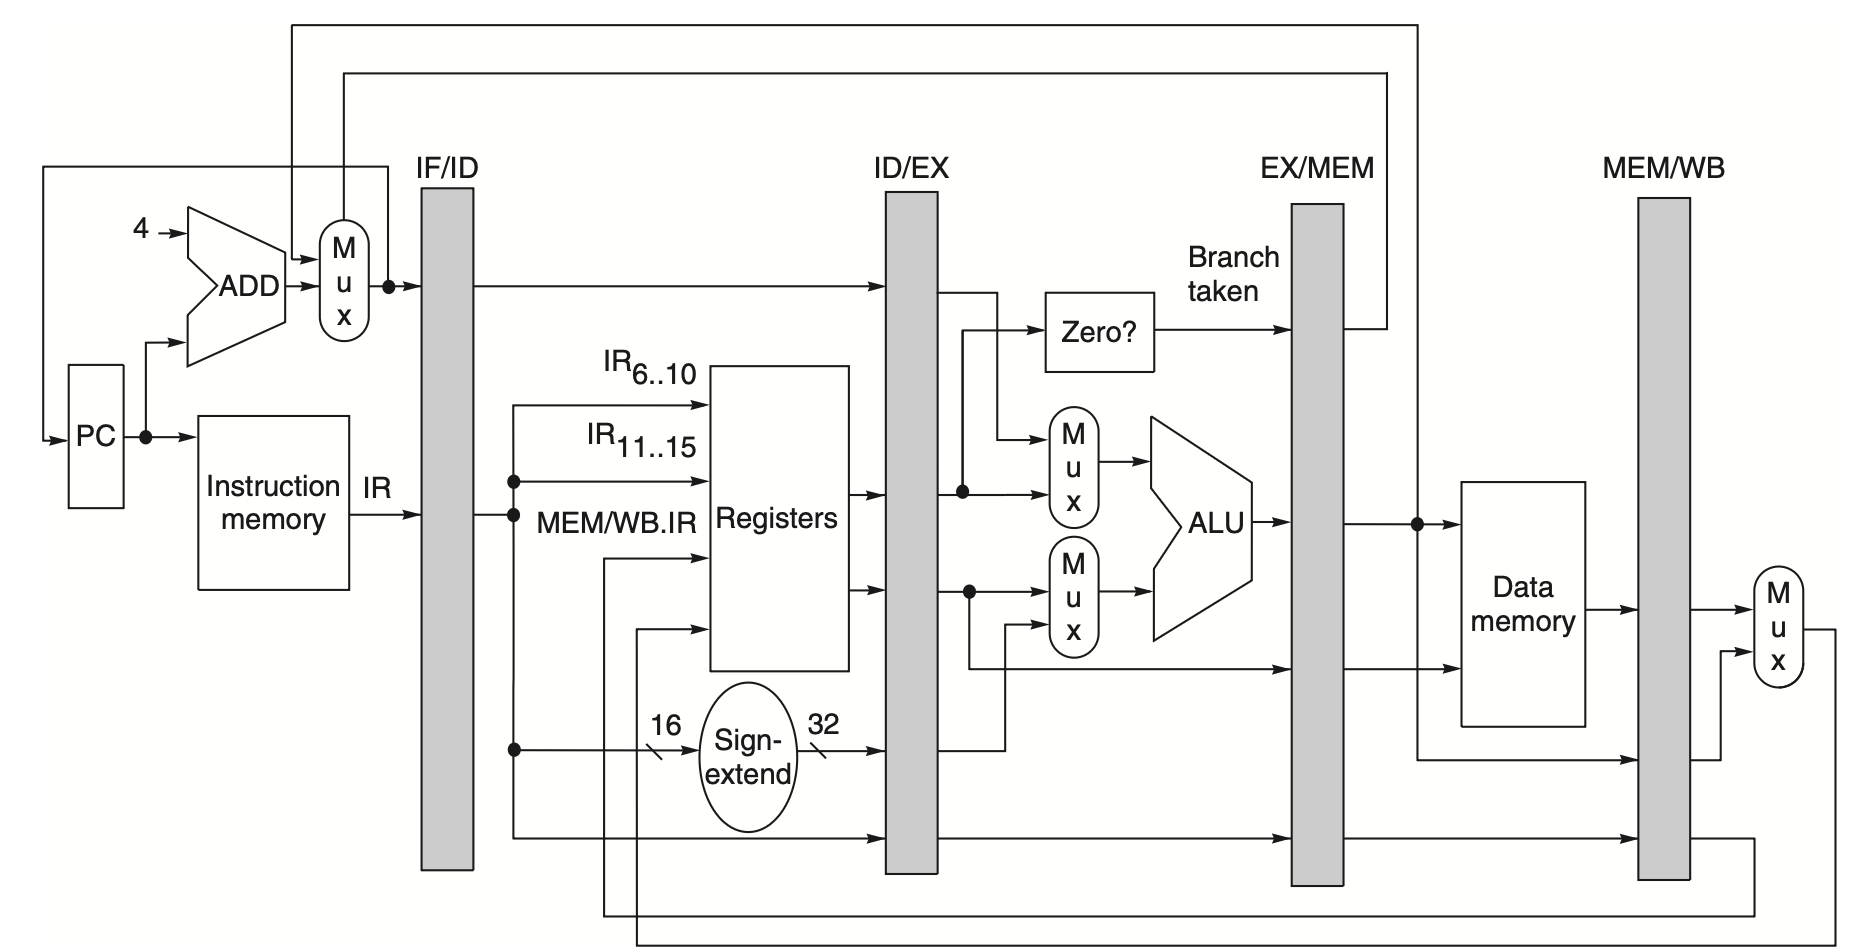 IF/ID
ID/EX
EX/MEM
MEM/WB
4
ADD
M
u
x
Branch
taken
Zero?
IR6..10
IR11..15
PC
Instruction
memory
IR
MEM/WB.IR
Registers
M
u
x
ALU
M
u
x
Data
memory
M
u
x
16
Sign-
extend
32